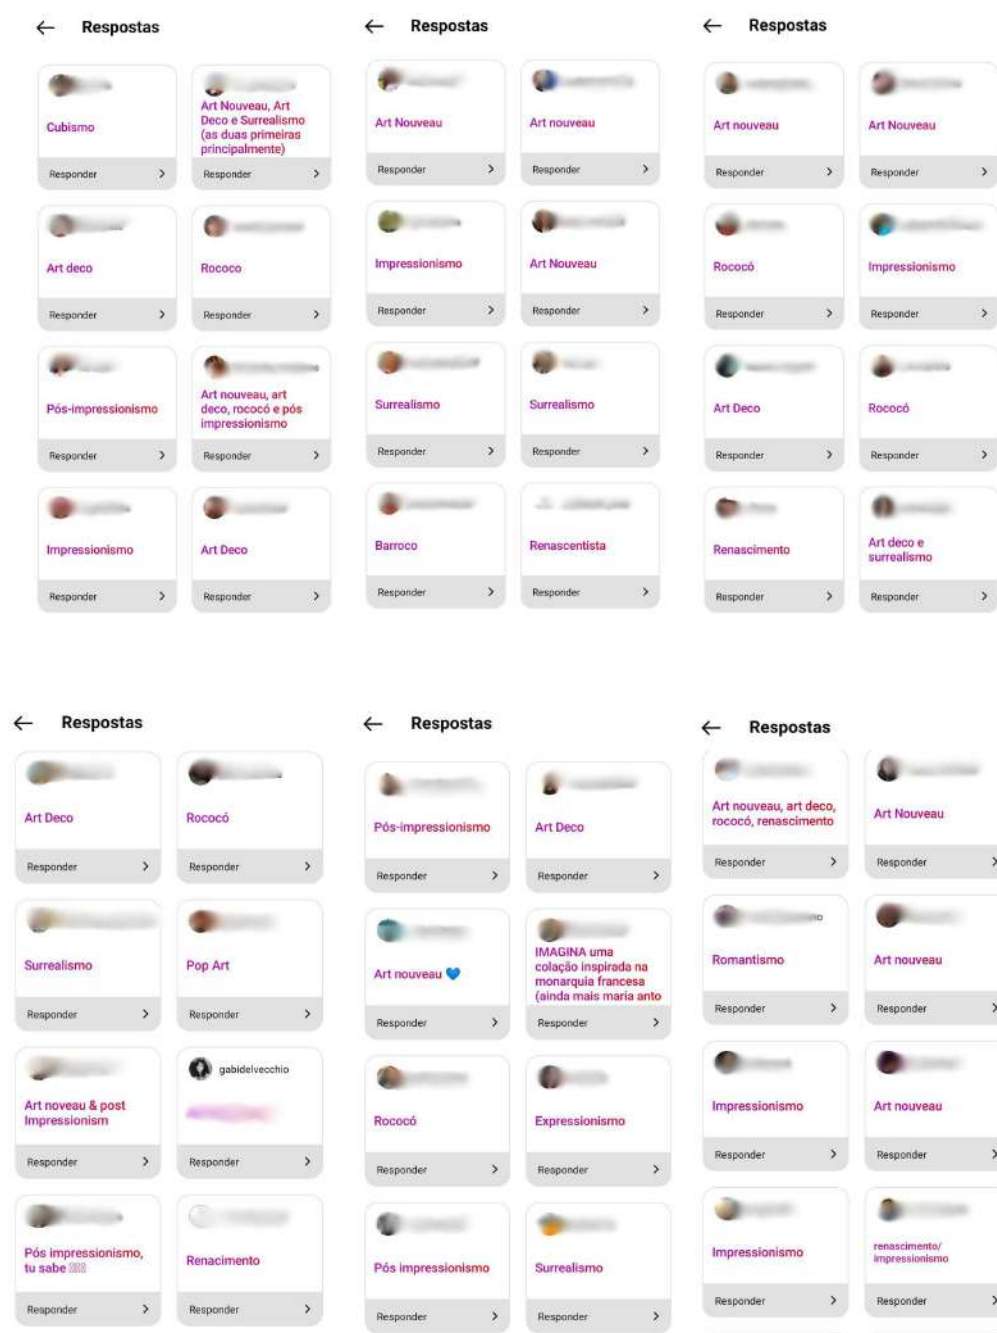 Respostas
Cubismo
Art Nouveau, Art
Deco e Surrealismo
(as duas primeiras
principalmente)
Responder
Responder
Art deco
Rococo
Responder
Responder
Pós-impressionismo
Art nouveau, art
deco, rococó e pós
impressionismo
Responder
Responder
Impressionismo
Art Deco
Responder
Responder
Respostas
Art Nouveau
Art nouveau
Responder
Responder
Impressionismo
Art Nouveau
Responder
Responder
Surrealismo
Surrealismo
Responder
Responder
Barroco
Renascentista
Responder
Responder
Respostas
Art nouveau
Art Nouveau
Responder
Responder
Rococó
Impressionismo
Responder
Responder
Art Deco
Rococó
Responder
Responder
Renascimento
Art deco e
surrealismo
Responder
Responder
Respostas
Art Deco
Rococó
Responder
Responder
Surrealismo
Pop Art
Responder
Responder
Art noveau & post
Impressionism
gabidelvecchio
Responder
Responder
Pós impressionismo,
tu sabe
Renacimento
Responder
Responder
Respostas
Pós-impressionismo
Art Deco
Responder
Responder
Art nouveau 💙
IMAGINA uma
colação inspirada na
monarquia francesa
(ainda mais maria anto
Responder
Responder
Rococó
Expressionismo
Responder
Responder
Pós impressionismo
Surrealismo
Responder
Responder
Respostas
Art nouveau, art deco,
rococó, renascimento
Art Nouveau
Responder
Responder
Romantismo
Art nouveau
Responder
Responder
Impressionismo
Art nouveau
Responder
Responder
Impressionismo
renascimento/
impressionismo
Responder
Responder